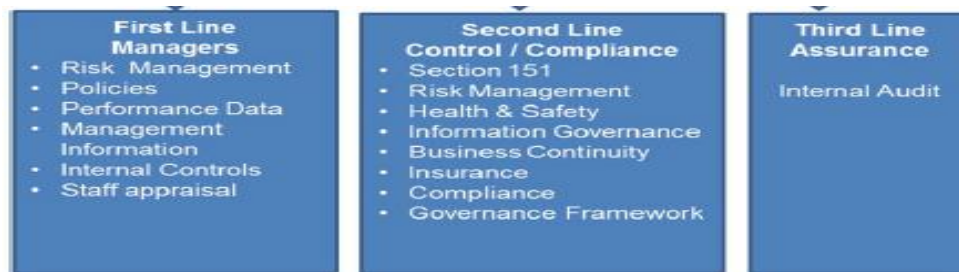 First Line
Managers
• Risk Management
• Policies
• Performance Data
• Management
Information
• Internal Controls
• Staff appraisal
Second Line
Control / Compliance
• Section 151
• Risk Management
• Health & Safety
• Information Governance
• Business Continuity
• Insurance
• Compliance
• Governance Framework
Third Line
Assurance
Internal Audit